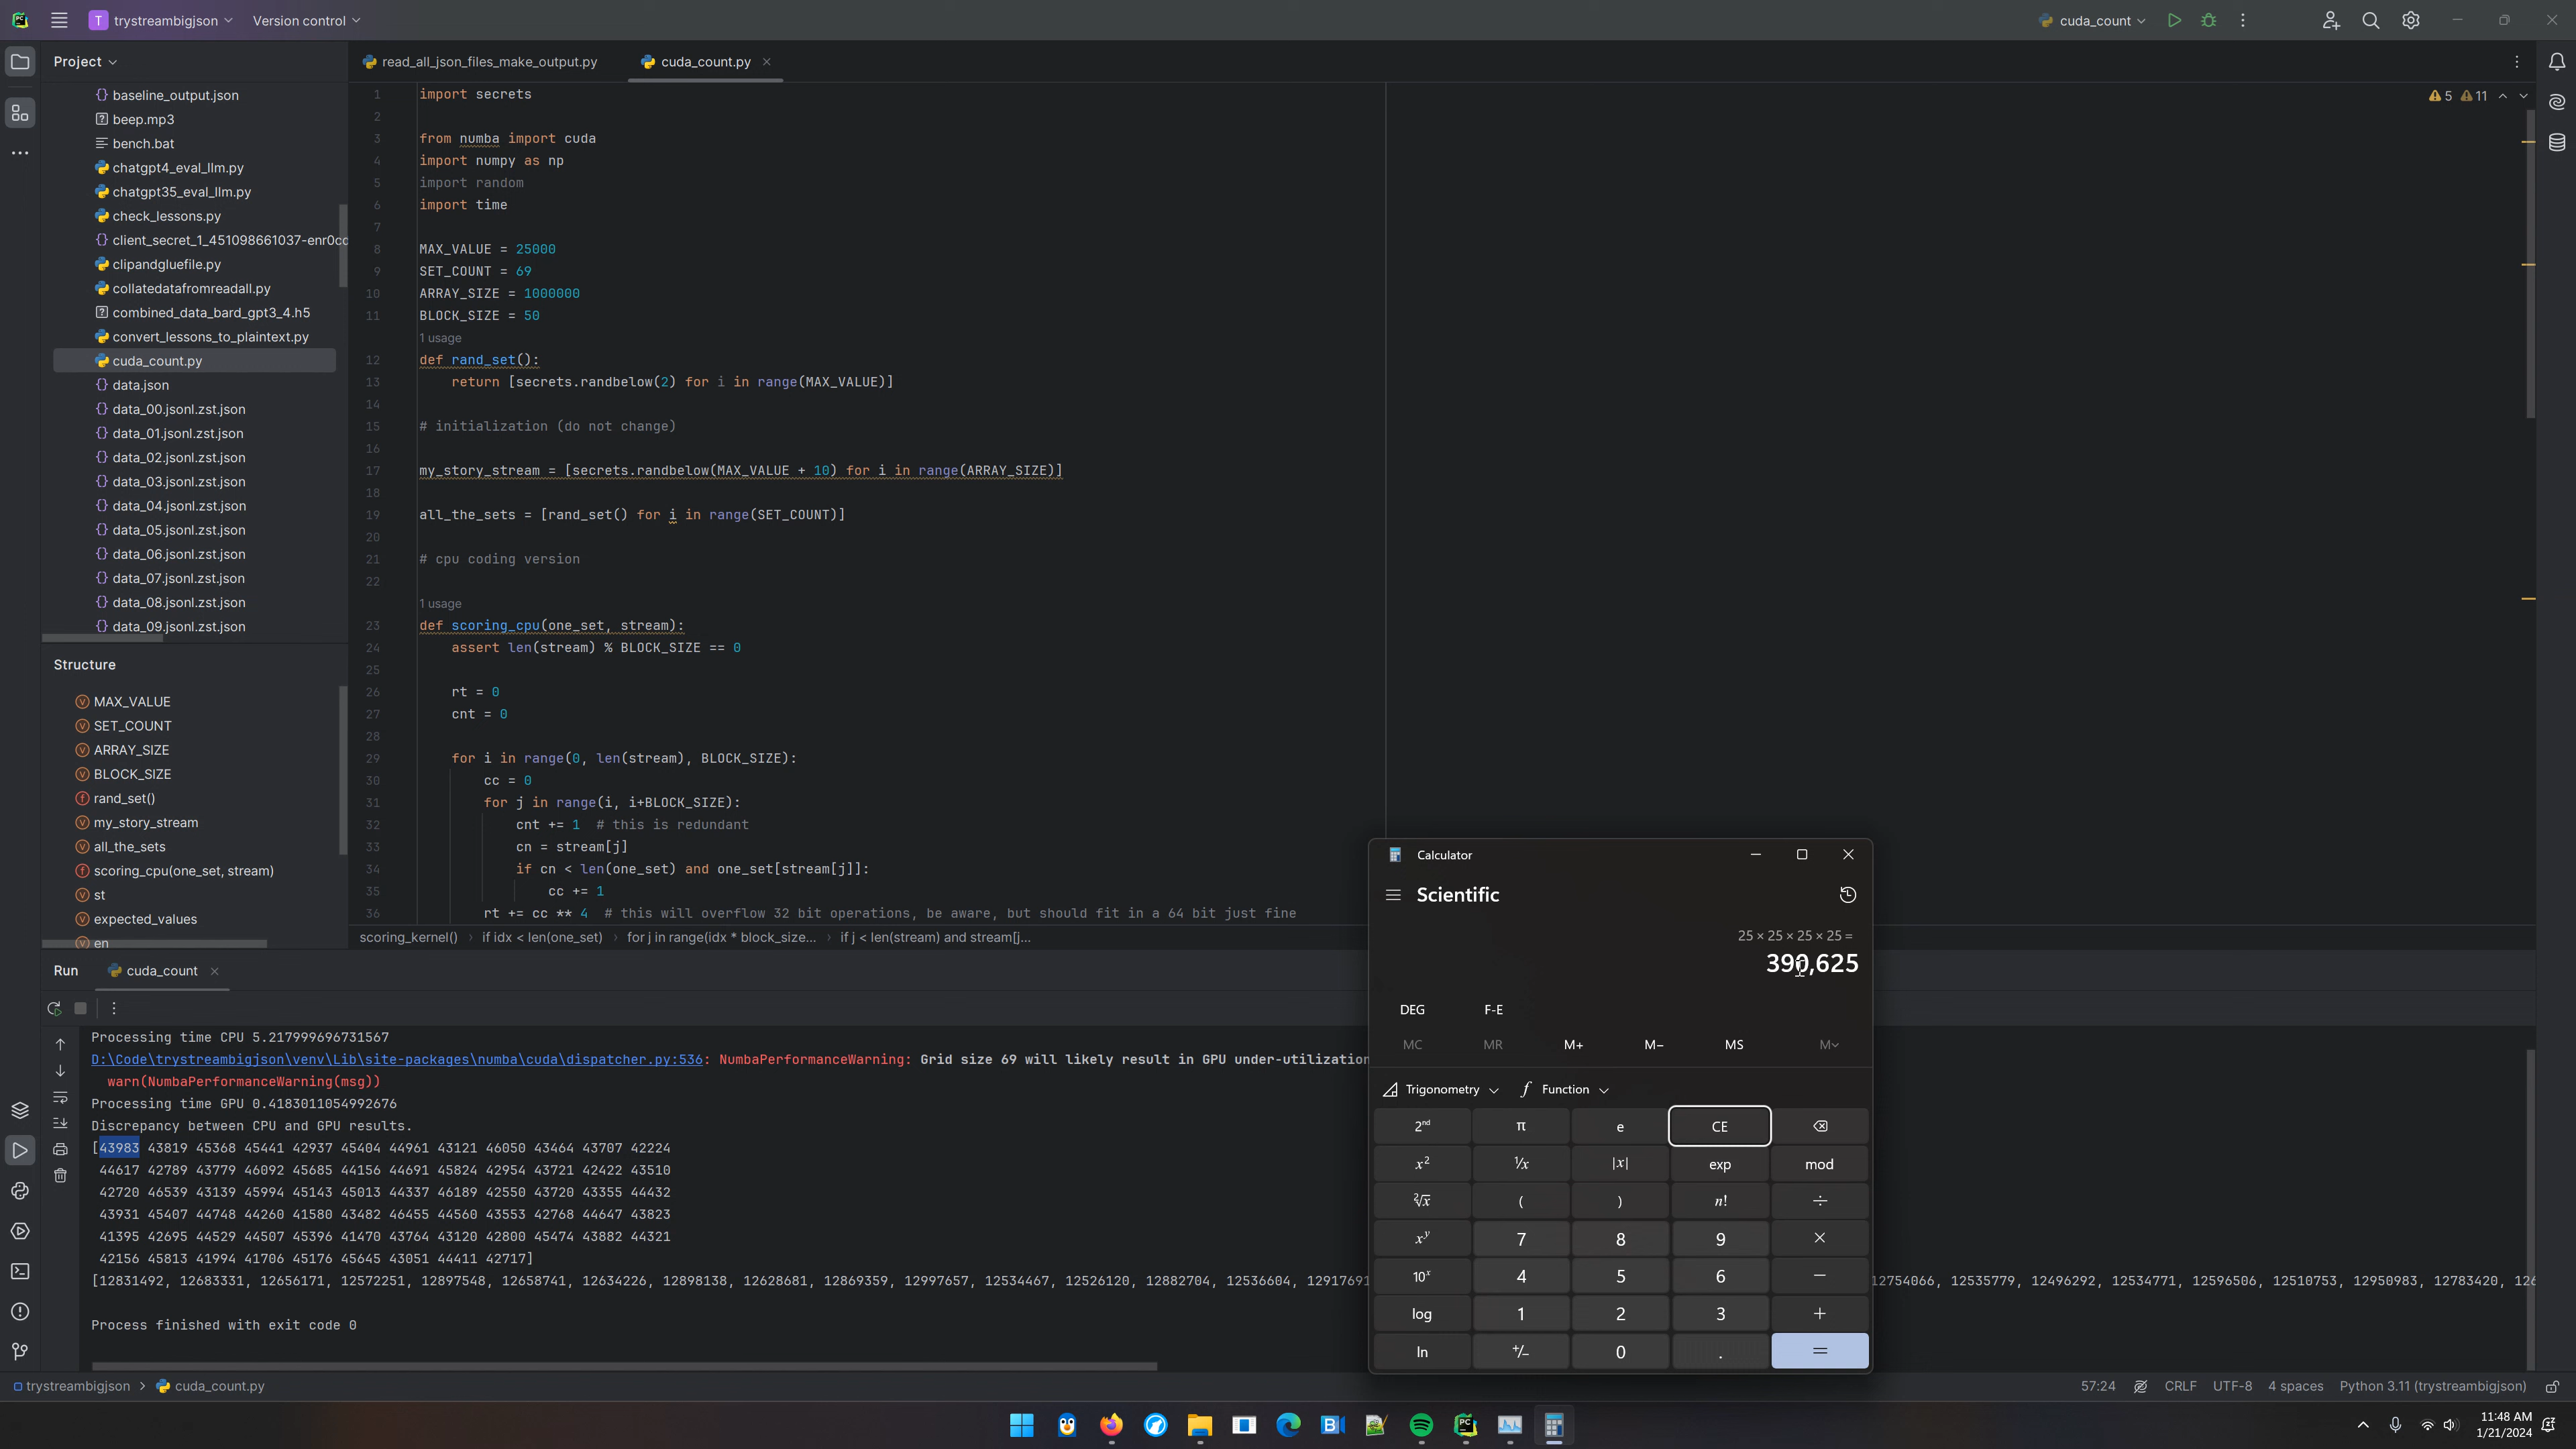 PC
T trystreambigjson
Version control
cuda_count
Project
read_all_json_files_make_output.py
cuda_count.py
baseline_output.json
beep.mp3
bench.bat
chatgpt4_eval_llm.py
chatgpt35_eval_llm.py
check_lessons.py
client_secret_1_451098661037-enr0cc
clipandgluefile.py
collatedatafromreadall.py
combined_data_bard_gpt3_4.h5
convert_lessons_to_plaintext.py
cuda_count.py
data.json
data_00.jsonl.zst.json
data_01.jsonl.zst.json
data_02.jsonl.zst.json
data_03.jsonl.zst.json
data_04.jsonl.zst.json
data_05.jsonl.zst.json
data_06.jsonl.zst.json
data_07.jsonl.zst.json
data_08.jsonl.zst.json
data_09.jsonl.zst.json
Structure
MAX_VALUE
SET_COUNT
ARRAY_SIZE
BLOCK_SIZE
rand_set()
my_story_stream
all_the_sets
scoring_cpu(one_set, stream)
st
expected_values
en
5 11
1 import secrets
2
3 from numba import cuda
4 import numpy as np
5 import random
6 import time
7
8 MAX_VALUE = 25000
9 SET_COUNT = 69
10 ARRAY_SIZE = 1000000
11 BLOCK_SIZE = 50
1 usage
12 def rand_set():
13 return [secrets.randbelow(2) for i in range(MAX_VALUE)]
14
15 # initialization (do not change)
16
17 my_story_stream = [secrets.randbelow(MAX_VALUE + 10) for i in range(ARRAY_SIZE)]
18
19 all_the_sets = [rand_set() for i in range(SET_COUNT)]
20
21 # cpu coding version
22
1 usage
23 def scoring_cpu(one_set, stream):
24 assert len(stream) % BLOCK_SIZE == 0
25
26 rt = 0
27 cnt = 0
28
29 for i in range(0, len(stream), BLOCK_SIZE):
30 cc = 0
31 for j in range(i, i+BLOCK_SIZE):
32 cnt += 1 # this is redundant
33 cn = stream[j]
34 if cn < len(one_set) and one_set[stream[j]]:
35 cc += 1
36 rt += cc ** 4 # this will overflow 32 bit operations, be aware, but should fit in a 64 bit just fine
scoring_kernel() › if idx < len(one_set) › for j in range(idx * block_size... › if j < len(stream) and stream[j...
Run
cuda_count
Processing time CPU 5.217999696731567
D:\Code\trystreambigjson\venv\Lib\site-packages\numba\cuda\dispatcher.py:536: NumbaPerformanceWarning: Grid size 69 will likely result in GPU under-utilization
warn(NumbaPerformanceWarning(msg))
Processing time GPU 0.4183011054992676
Discrepancy between CPU and GPU results.
[43983 43819 45368 45441 42937 45404 44961 43121 46050 43464 43707 42224
44617 42789 43779 46092 45685 44156 44691 45824 42954 43721 42422 43510
42720 46539 43139 45994 45143 45013 44337 46189 42550 43720 43355 44432
43931 45407 44748 44260 41580 43482 46455 44560 43553 42768 44647 43823
41395 42695 44529 44507 45396 41470 43764 43120 42800 45474 43882 44321
42156 45813 41994 41706 45176 45645 43051 44411 42717]
[12831492, 12683331, 12656171, 12572251, 12897548, 12658741, 12634226, 12898138, 12628681, 12869359, 12997657, 12534467, 12526120, 12882704, 12536604, 1291769 12754066, 12535779, 12496292, 12534771, 12596506, 12510753, 12950983, 12783420, 126
Process finished with exit code 0
Calculator
Scientific
25 × 25 × 25 × 25 =
390,625
DEG F-E
MC MR M+ M− MS M
Trigonometry f Function
2nd π e CE
x² ¹/x |x| exp mod
²√x ( ) n! ÷
xʸ 7 8 9 ×
10ˣ 4 5 6 −
log 1 2 3 +
ln +/− 0 . =
trystreambigjson › cuda_count.py
57:24 CRLF UTF-8 4 spaces Python 3.11 (trystreambigjson)
11:48 AM
1/21/2024